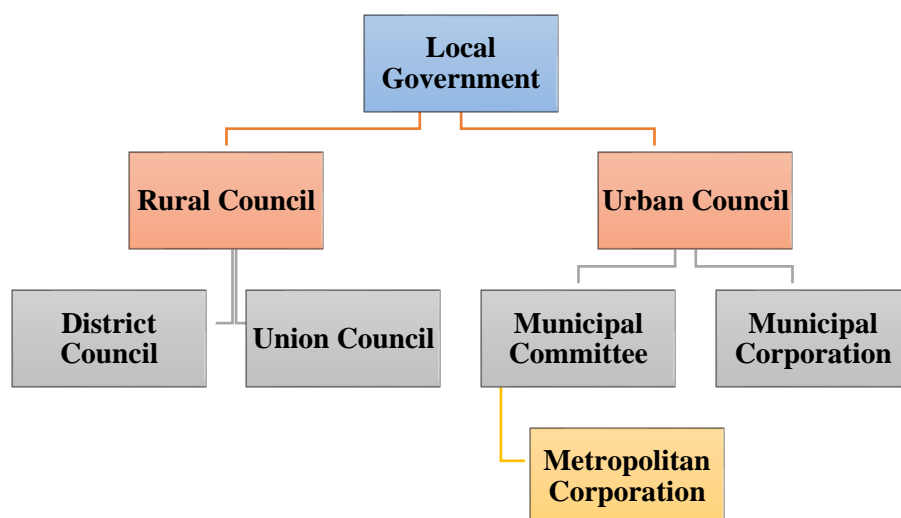 Local
Government
Rural Council
Urban Council
District
Council
Union Council
Municipal
Committee
Municipal
Corporation
Metropolitan
Corporation